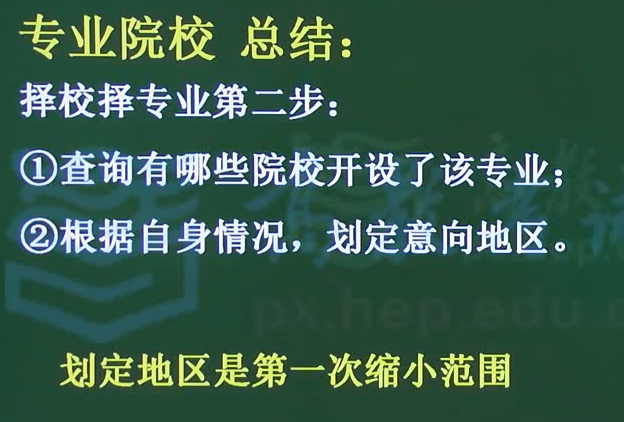 专业院校 总结：
择校择专业第二步：
①查询有哪些院校开设了该专业；
②根据自身情况，划定意向地区。
px.hep.edu.c
划定地区是第一次缩小范围